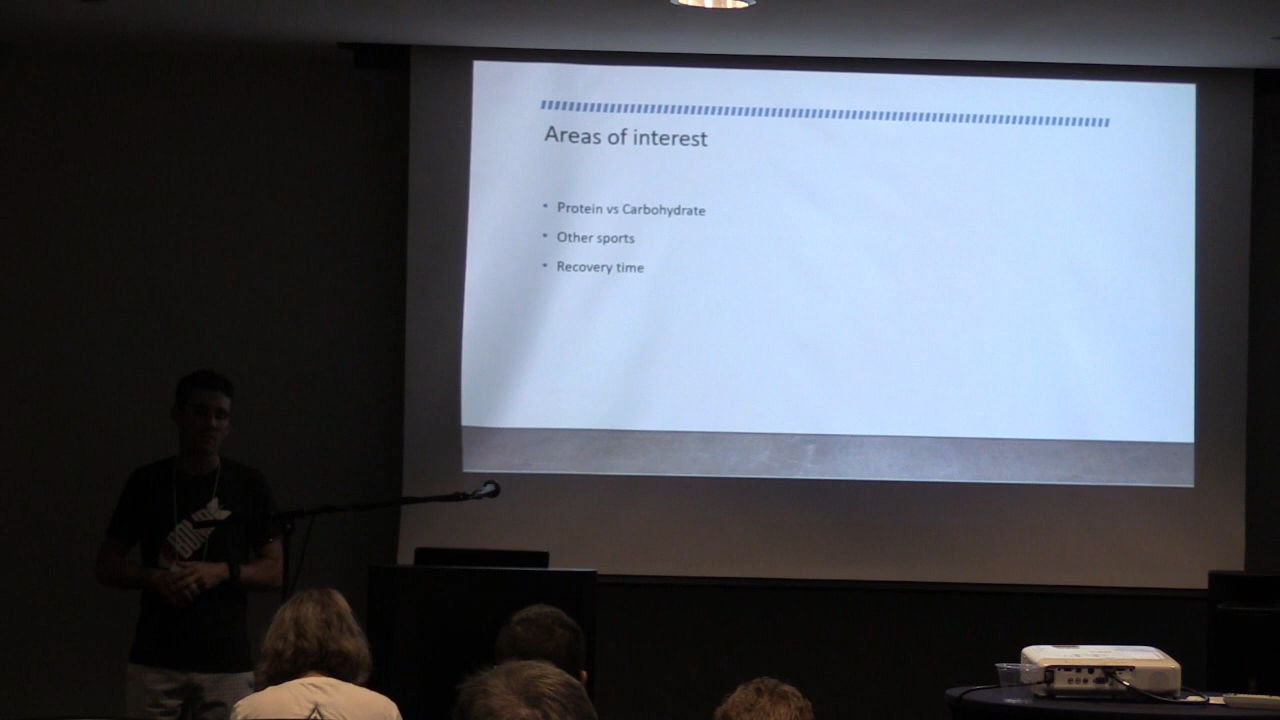 Areas of interest
• Protein vs Carbohydrate
• Other sports
• Recovery time